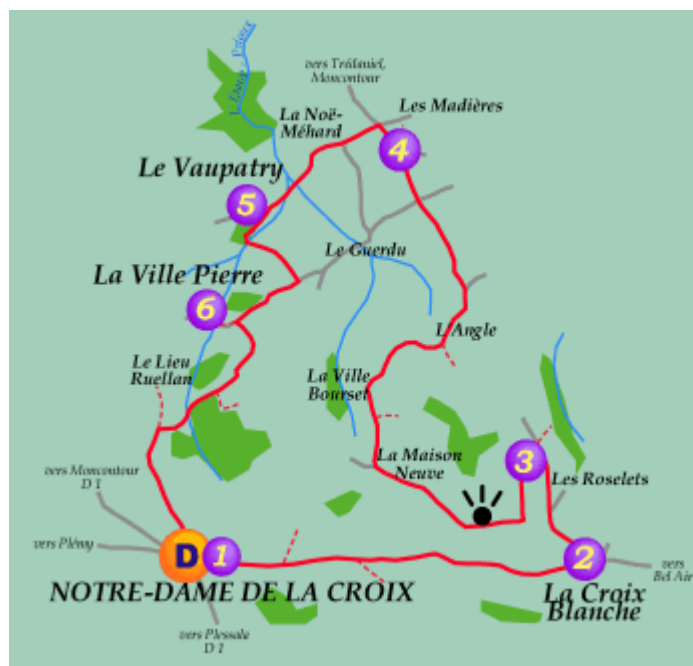 vers Trédaniel,
Moncontour
Les Madières
La Noë-
Méhard
4
Le Vaupatry
5
Le Guerdu
La Ville Pierre
6
L'Angle
Le Lieu
Ruellan
La Ville
Bourset
La Maison
Neuve
3
Les Roselets
vers Moncontour
D 1
vers Plémy
D
1
2
vers
Bel Air
NOTRE-DAME DE LA CROIX
La Croix
Blanche
vers Plessala
D 1